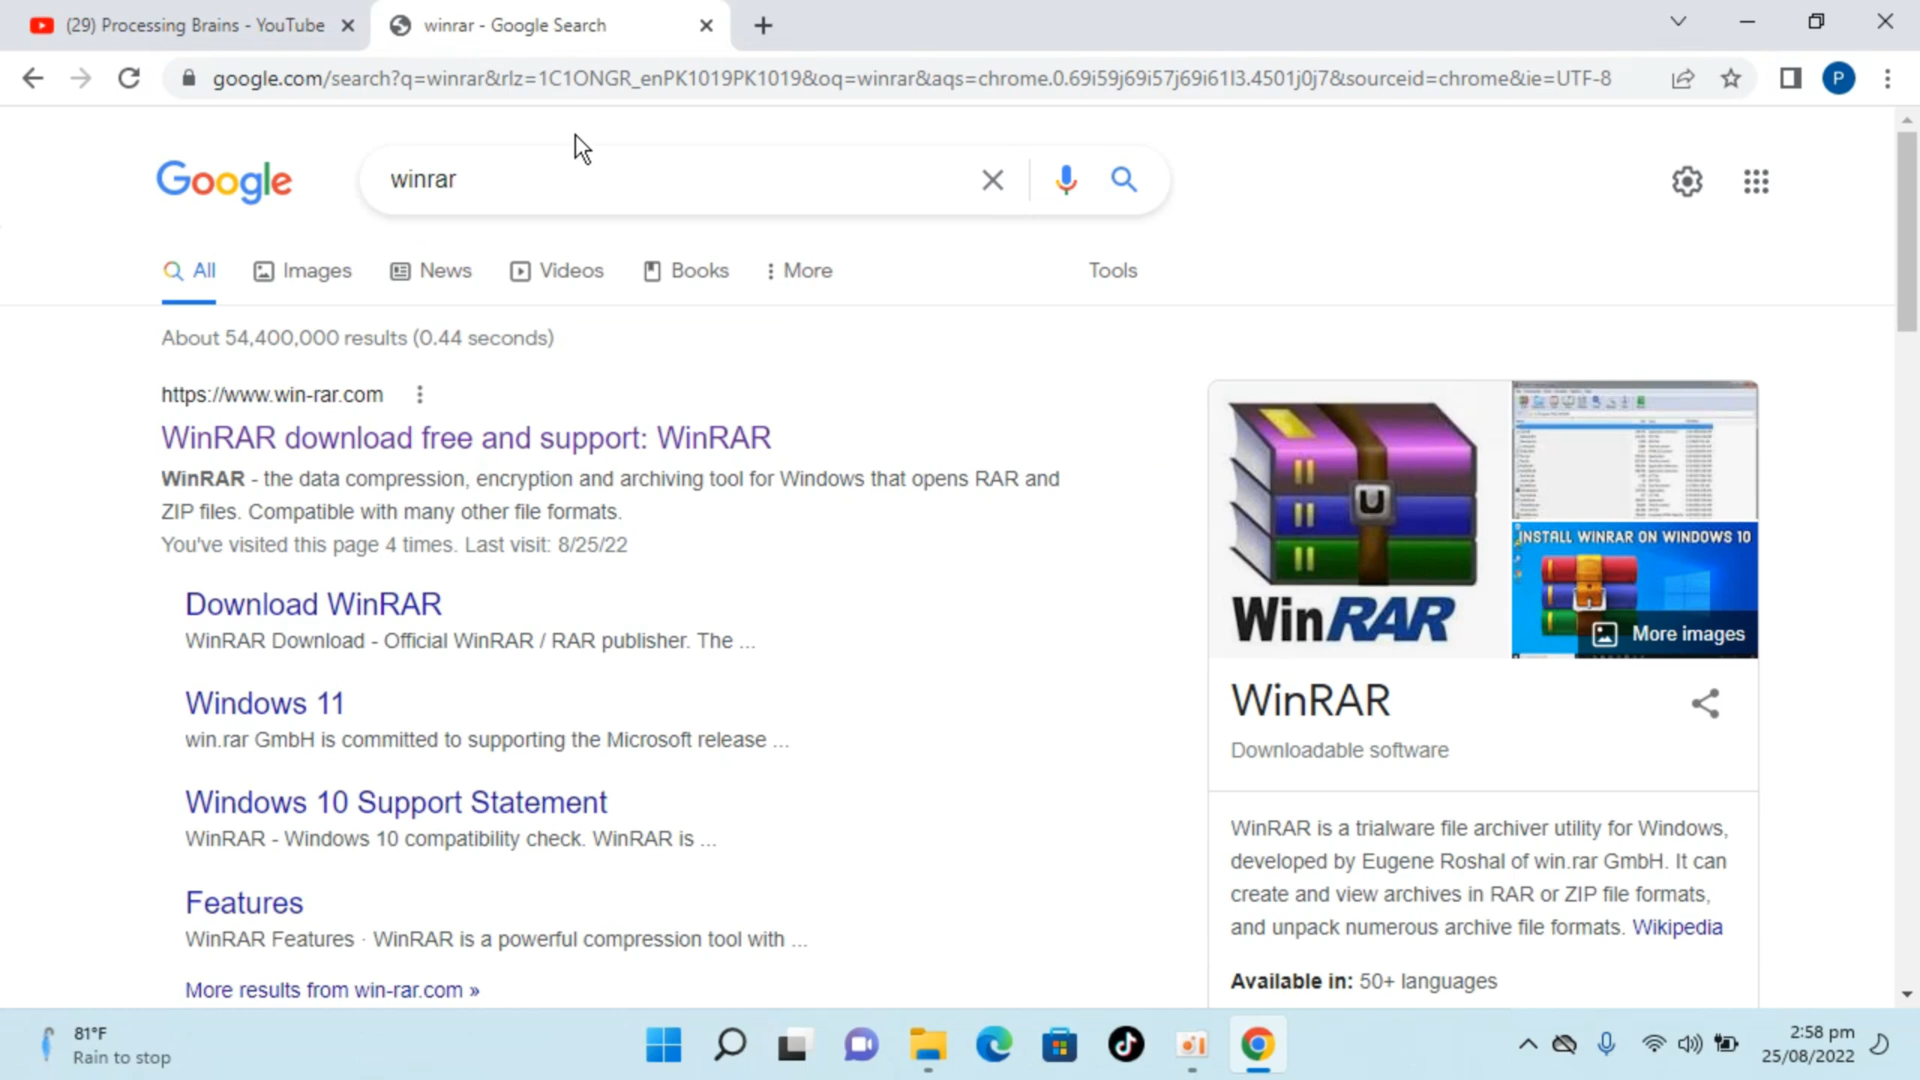 (29) Processing Brains - YouTube
winrar - Google Search
google.com/search?q=winrar&rlz=1C1ONGR_enPK1019PK1019&oq=winrar&aqs=chrome.0.69i59j69i57j69i61l3.4501j0j7&sourceid=chrome&ie=UTF-8
P
Google
winrar
All
Images
News
Videos
Books
More
Tools
About 54,400,000 results (0.44 seconds)
https://www.win-rar.com
WinRAR download free and support: WinRAR
WinRAR - the data compression, encryption and archiving tool for Windows that opens RAR and
ZIP files. Compatible with many other file formats.
You've visited this page 4 times. Last visit: 8/25/22
Download WinRAR
WinRAR Download - Official WinRAR / RAR publisher. The ...
Windows 11
win.rar GmbH is committed to supporting the Microsoft release ...
Windows 10 Support Statement
WinRAR - Windows 10 compatibility check. WinRAR is ...
Features
WinRAR Features · WinRAR is a powerful compression tool with ...
More results from win-rar.com »
WinRAR
INSTALL WINRAR ON WINDOWS 10
More images
WinRAR
Downloadable software
WinRAR is a trialware file archiver utility for Windows,
developed by Eugene Roshal of win.rar GmbH. It can
create and view archives in RAR or ZIP file formats,
and unpack numerous archive file formats. Wikipedia
Available in: 50+ languages
81°F
Rain to stop
2:58 pm
25/08/2022